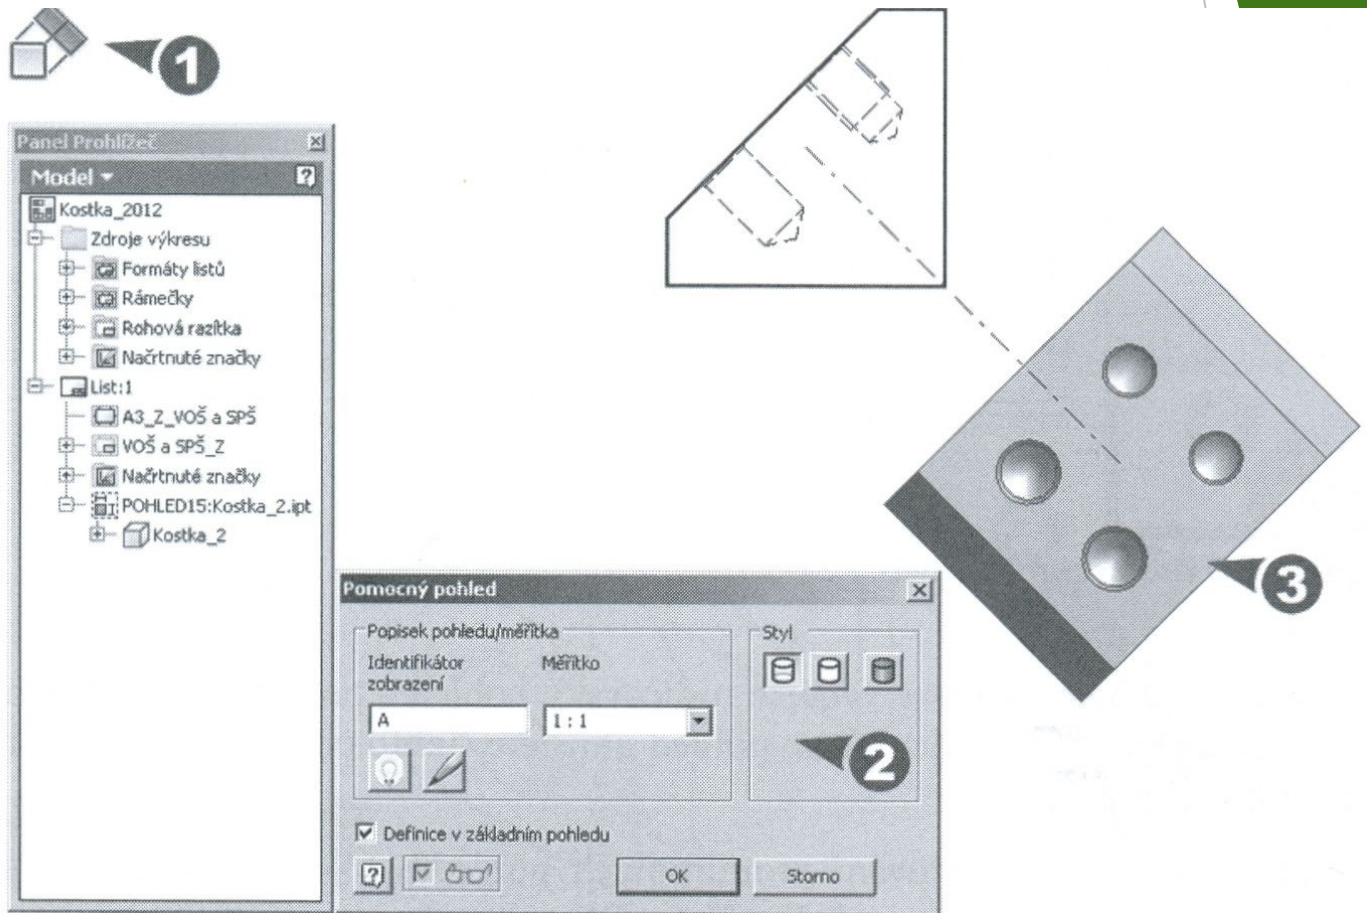 1
Panel Prohlížeč
Model
Kostka_2012
Zdroje výkresu
Formáty listů
Rámečky
Rohová razítka
Načrtnuté značky
List:1
A3_Z_VOŠ a SPŠ
VOŠ a SPŠ_Z
Načrtnuté značky
POHLED15:Kostka_2.ipt
Kostka_2
3
Pomocný pohled
Popisek pohledu/měřítka
Styl
Identifikátor
zobrazení
Měřítko
A
1 : 1
2
Definice v základním pohledu
OK
Storno